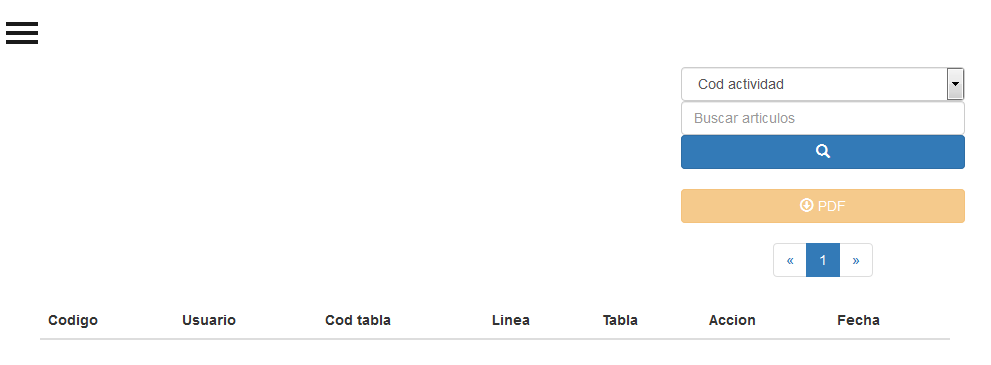 Cod actividad
Buscar articulos
PDF
« 1 »
Codigo Usuario Cod tabla Linea Tabla Accion Fecha